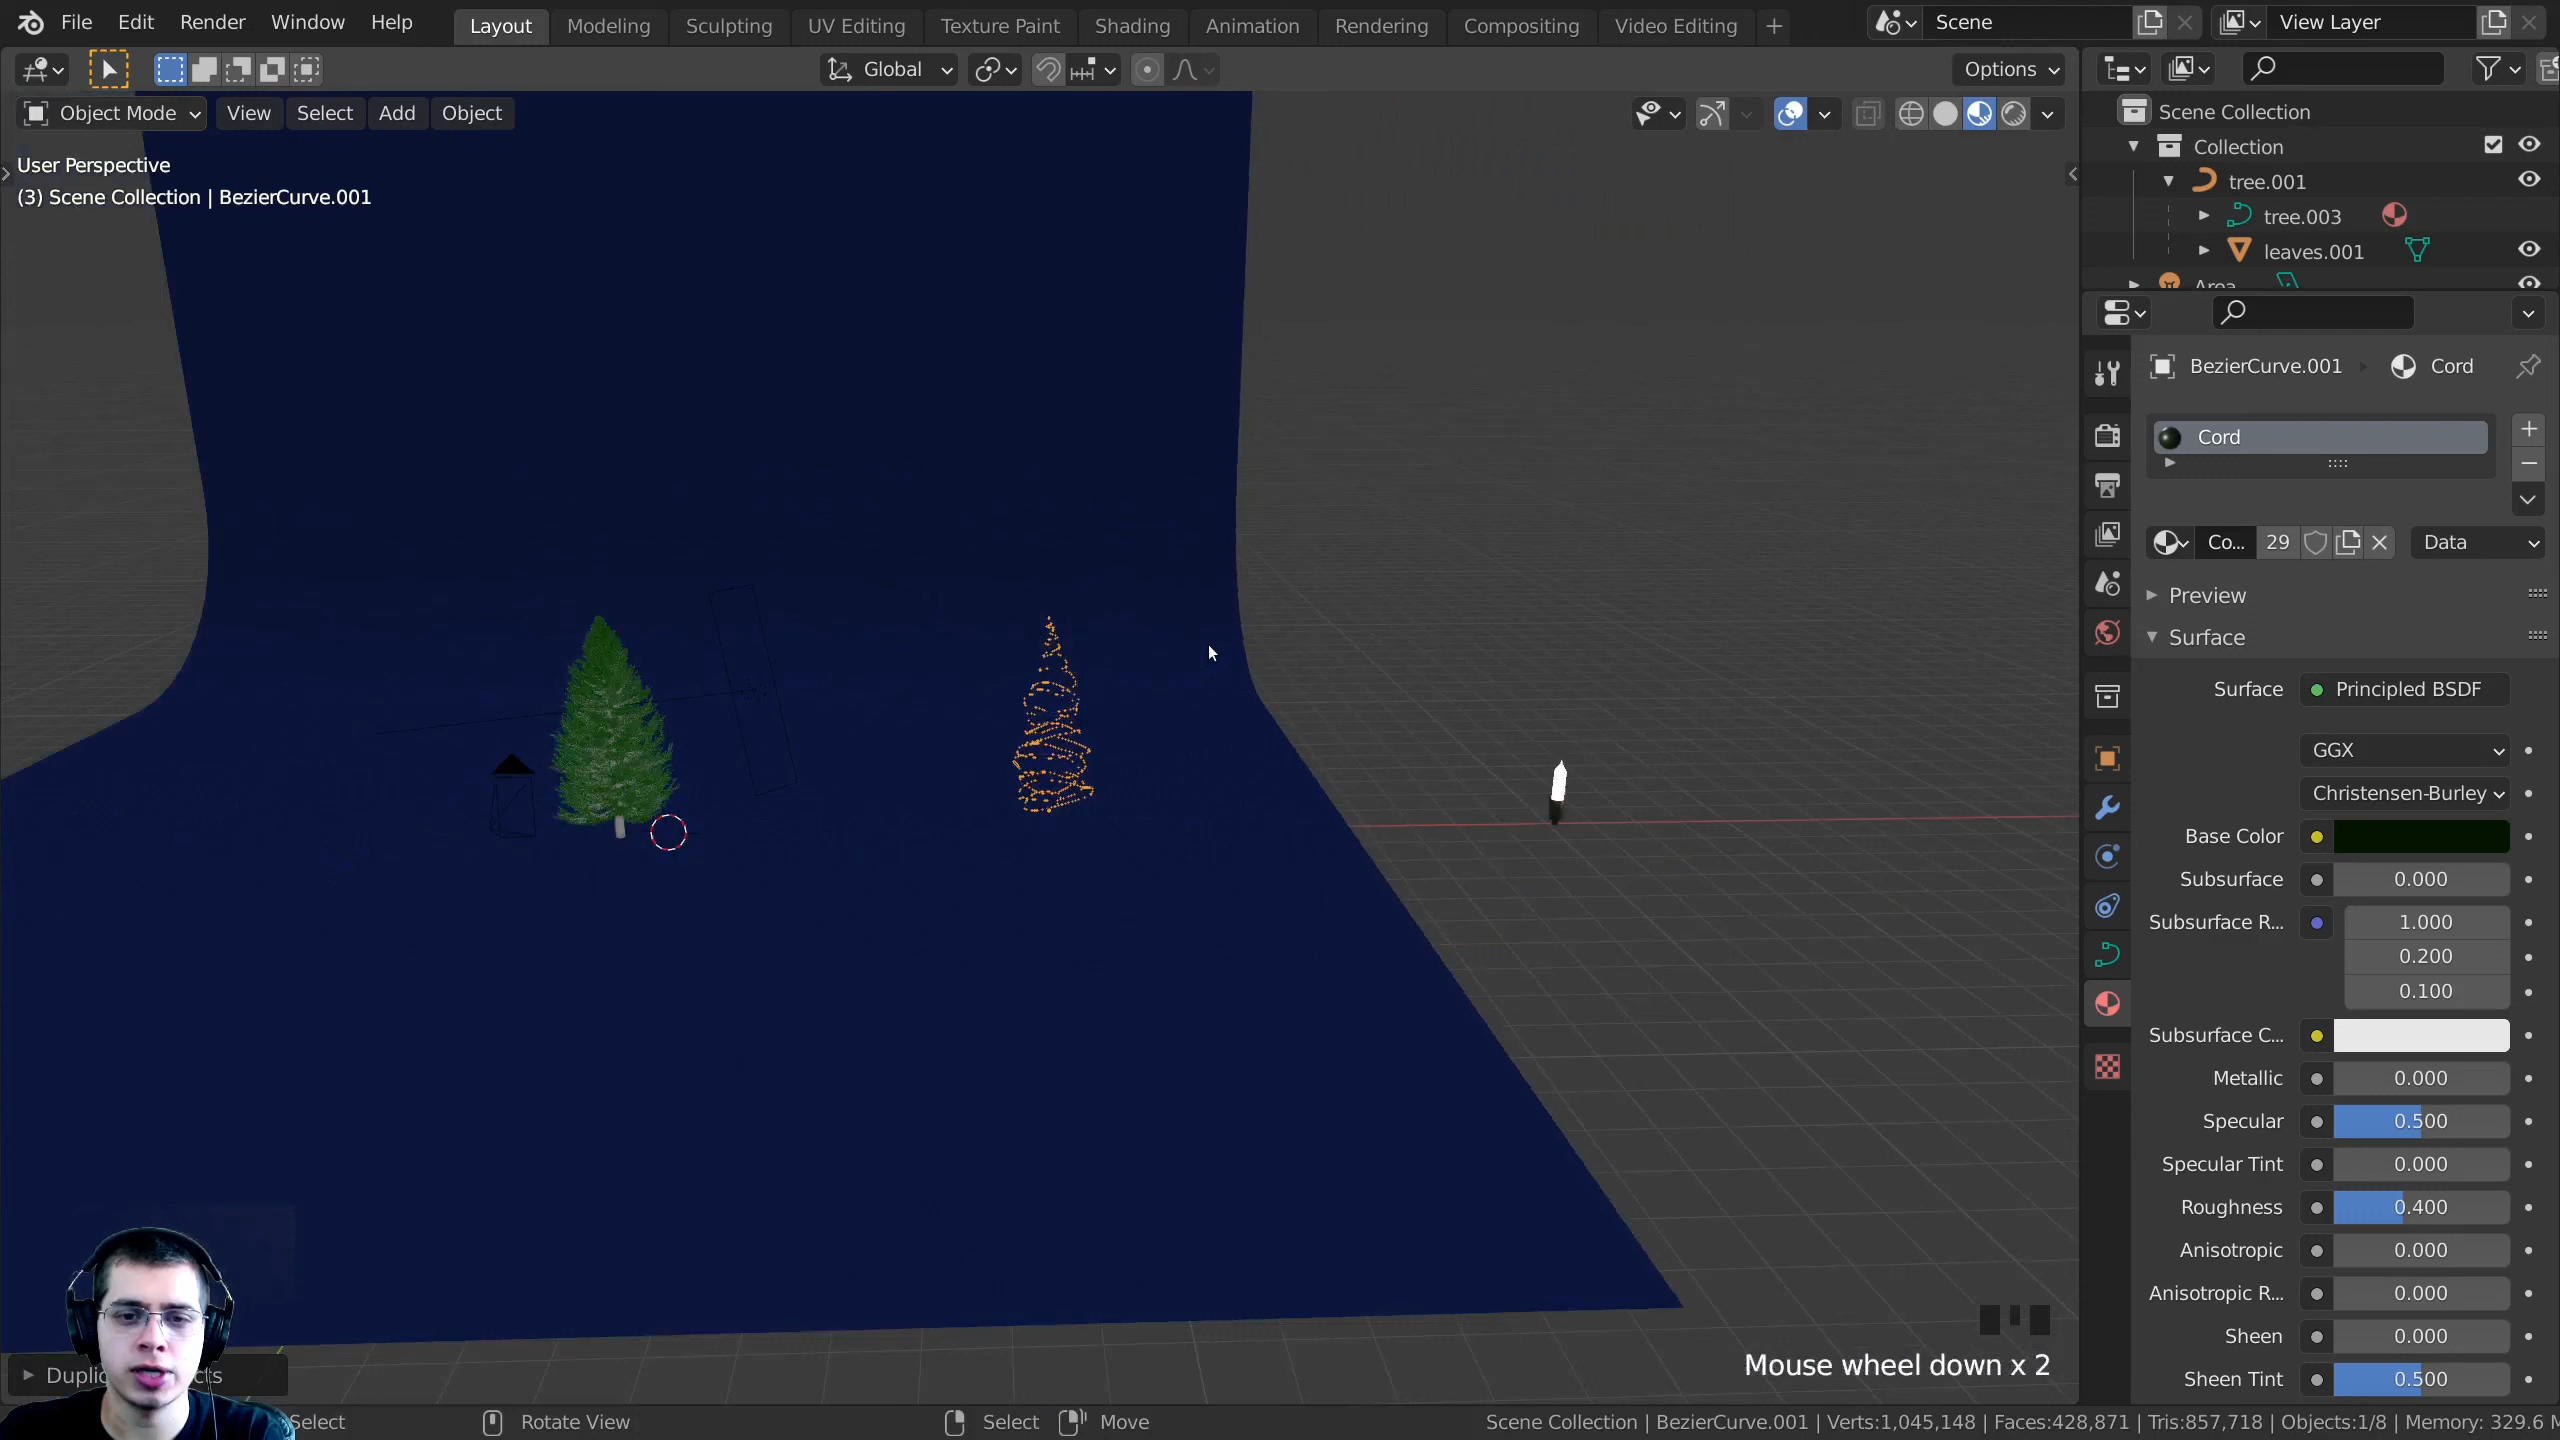 File Edit Render Window Help Layout Modeling Sculpting UV Editing Texture Paint Shading Animation Rendering Compositing Video Editing + Scene View Layer
Global Options
Object Mode View Select Add Object
User Perspective
(3) Scene Collection | BezierCurve.001
Scene Collection
Collection
tree.001
tree.003
leaves.001
Area
BezierCurve.001 Cord
Cord
Co... 29 Data
Preview
Surface
Surface Principled BSDF
GGX
Christensen-Burley
Base Color
Subsurface 0.000
Subsurface R... 1.000
0.200
0.100
Subsurface C...
Metallic 0.000
Specular 0.500
Specular Tint 0.000
Roughness 0.400
Anisotropic 0.000
Anisotropic R... 0.000
Sheen 0.000
Sheen Tint 0.500
Mouse wheel down x 2
Select Rotate View Select Move Scene Collection | BezierCurve.001 | Verts:1,045,148 | Faces:428,871 | Tris:857,718 | Objects:1/8 | Memory: 329.6